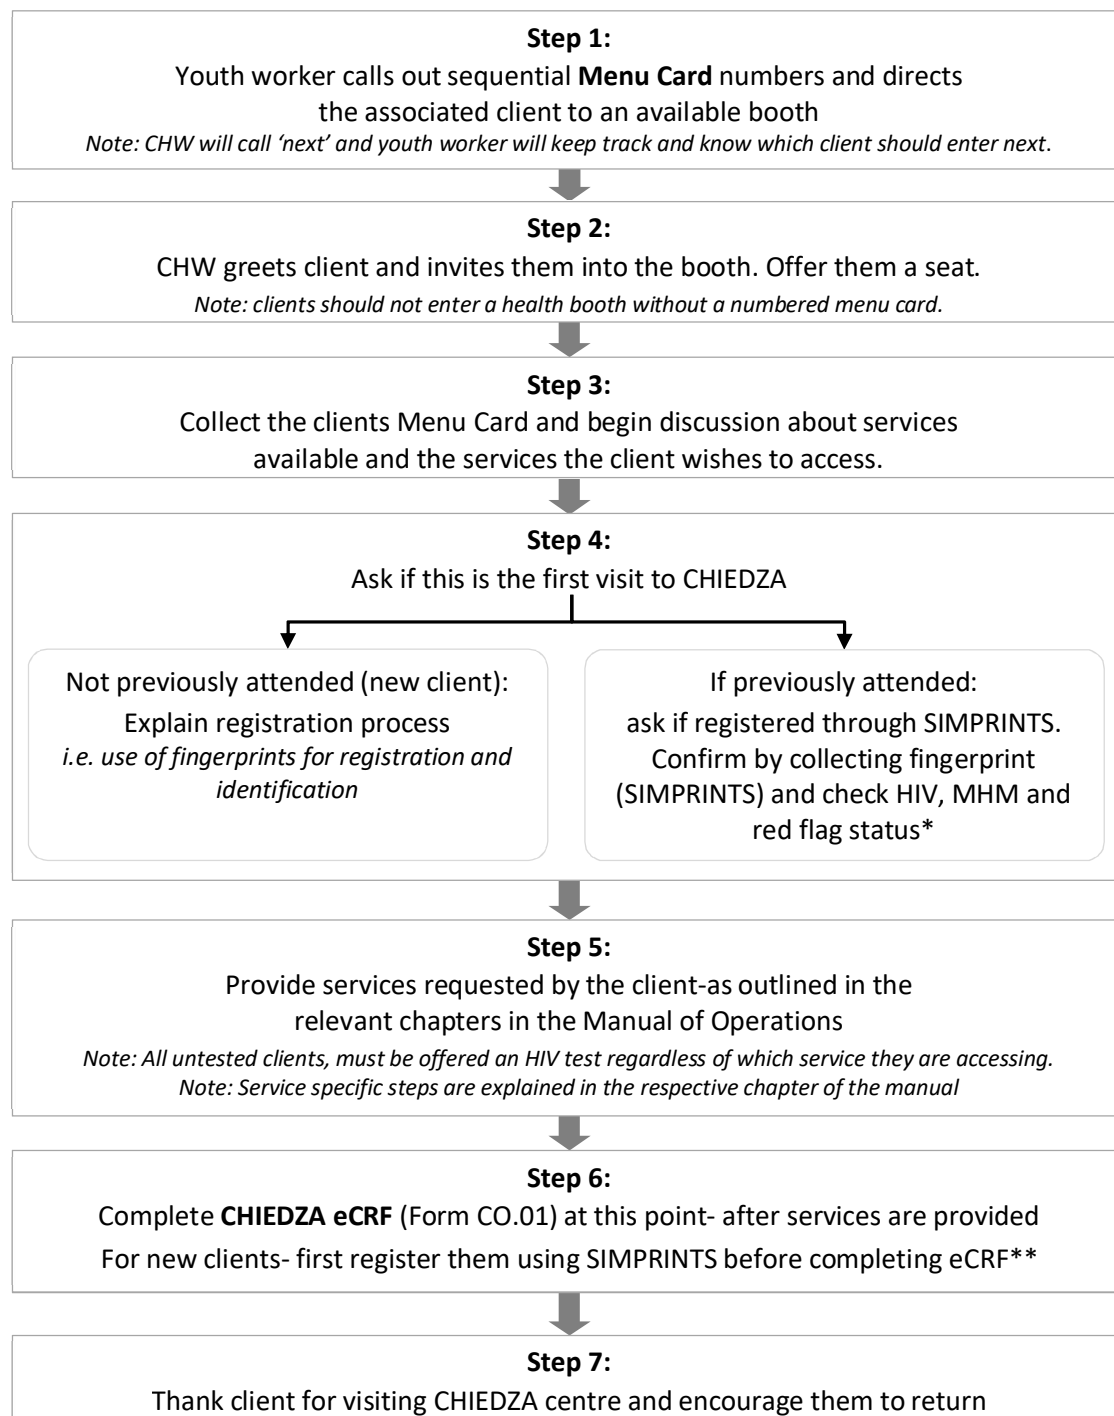 Step 1:
Youth worker calls out sequential Menu Card numbers and directs
the associated client to an available booth
Note: CHW will call ‘next’ and youth worker will keep track and know which client should enter next.
Step 2:
CHW greets client and invites them into the booth. Offer them a seat.
Note: clients should not enter a health booth without a numbered menu card.
Step 3:
Collect the clients Menu Card and begin discussion about services
available and the services the client wishes to access.
Step 4:
Ask if this is the first visit to CHIEDZA
Not previously attended (new client):
Explain registration process
i.e. use of fingerprints for registration and
identification
If previously attended:
ask if registered through SIMPRINTS.
Confirm by collecting fingerprint
(SIMPRINTS) and check HIV, MHM and
red flag status*
Step 5:
Provide services requested by the client-as outlined in the
relevant chapters in the Manual of Operations
Note: All untested clients, must be offered an HIV test regardless of which service they are accessing.
Note: Service specific steps are explained in the respective chapter of the manual
Step 6:
Complete CHIEDZA eCRF (Form CO.01) at this point- after services are provided
For new clients- first register them using SIMPRINTS before completing eCRF**
Step 7:
Thank client for visiting CHIEDZA centre and encourage them to return